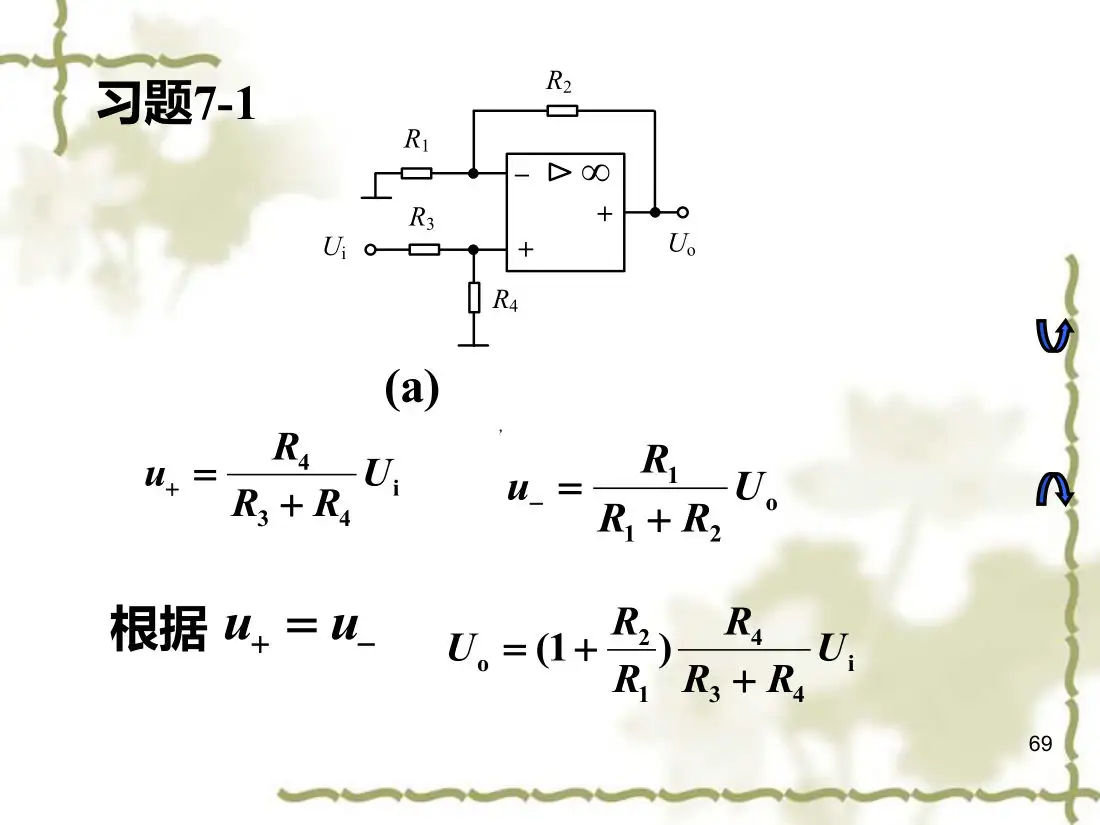 习题7-1
R2
R1
− ▷ ∞
R3
+
Ui
+
Uo
R4
(a)
,
u+ = R4/(R3 + R4) Ui
u− = R1/(R1 + R2) Uo
根据 u+ = u−
Uo = (1 + R2/R1) R4/(R3 + R4) Ui
69